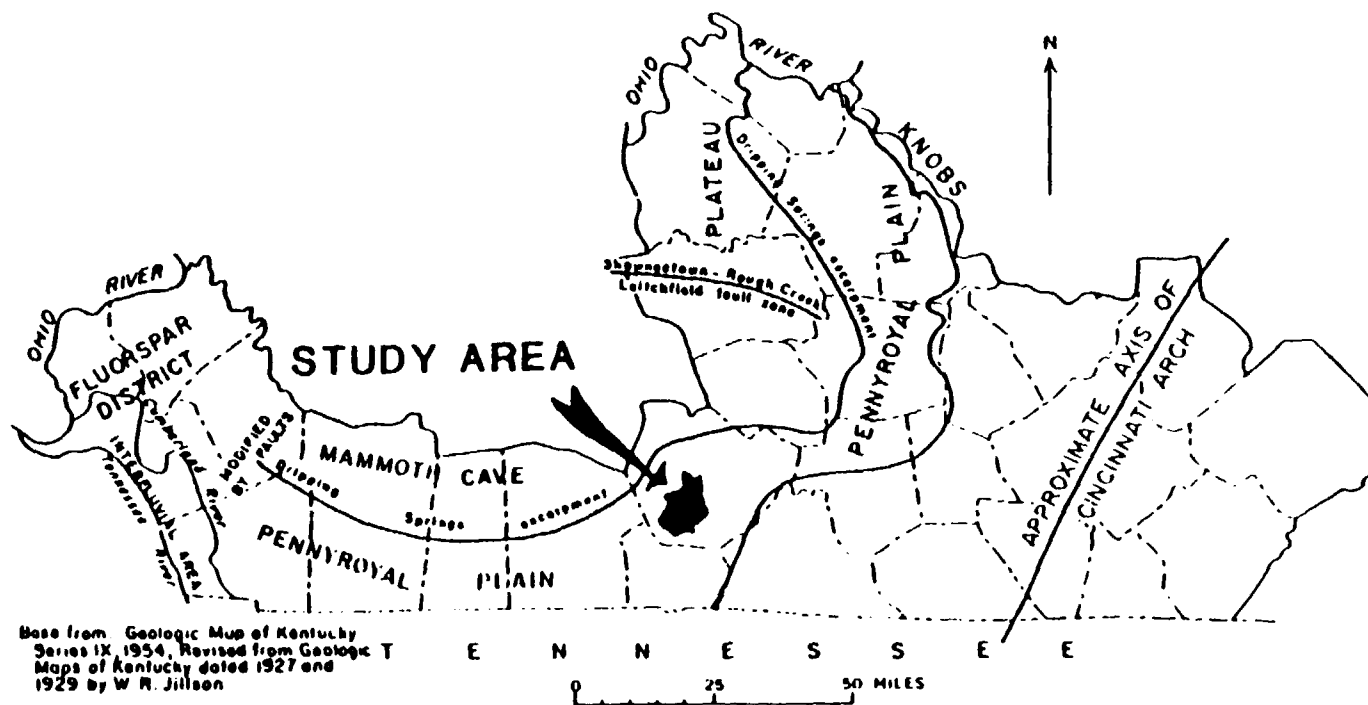 OHIO
RIVER
N
KNOBS
PLATEAU
Dripping Springs escarpment
PLAIN
PENNYROYAL
Shawneetown - Rough Creek
Leitchfield fault zone
OHIO
RIVER
FLUORSPAR
DISTRICT
STUDY AREA
APPROXIMATE AXIS OF
CINCINNATI ARCH
MODIFIED
BY FAULTS
MAMMOTH CAVE
Cumberland River
INTERFLUVIAL AREA
Tennessee River
Dripping Springs escarpment
PENNYROYAL PLAIN
Base from Geologic Map of Kentucky
Series IX, 1954, Revised from Geologic
Maps of Kentucky dated 1927 and
1929 by W R. Jillson
TENNESSEE
0 25 50 MILES